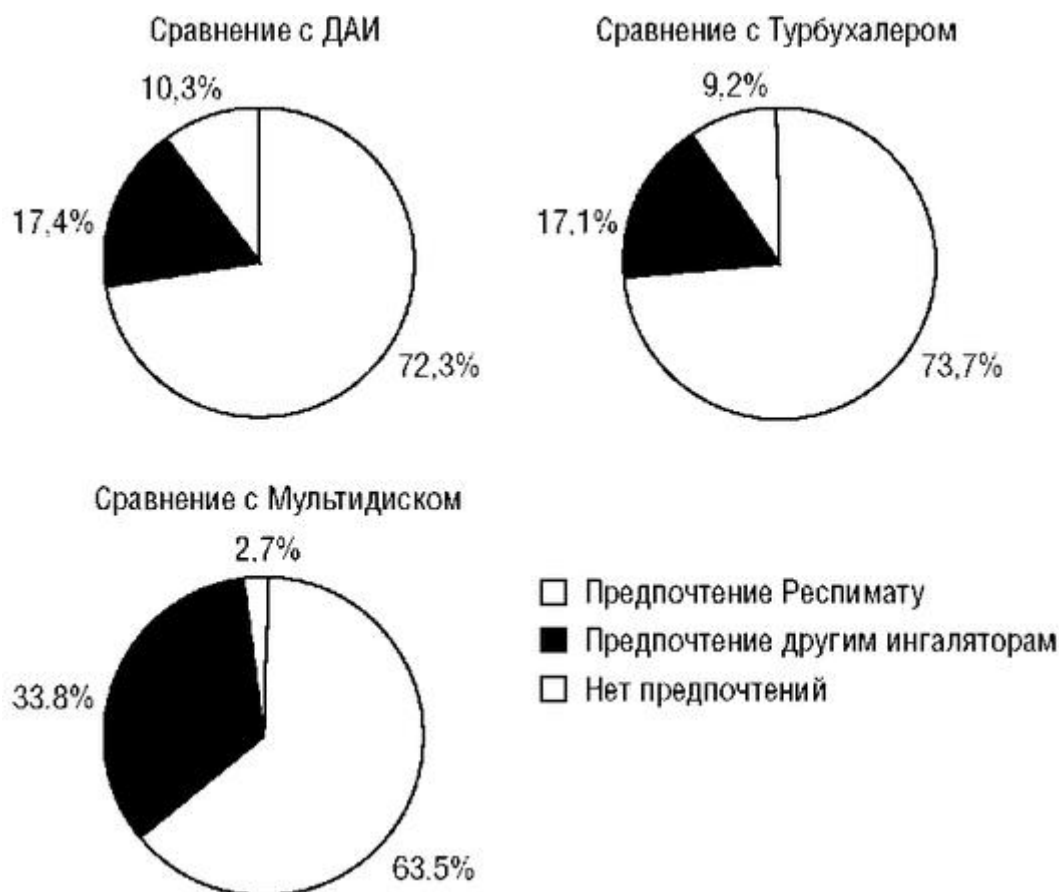 Сравнение с ДАИ
10,3%
17,4%
72,3%
Сравнение с Турбухалером
9,2%
17,1%
73,7%
Сравнение с Мультидиском
2,7%
33.8%
63.5%
Предпочтение Респимату
Предпочтение другим ингаляторам
Нет предпочтений